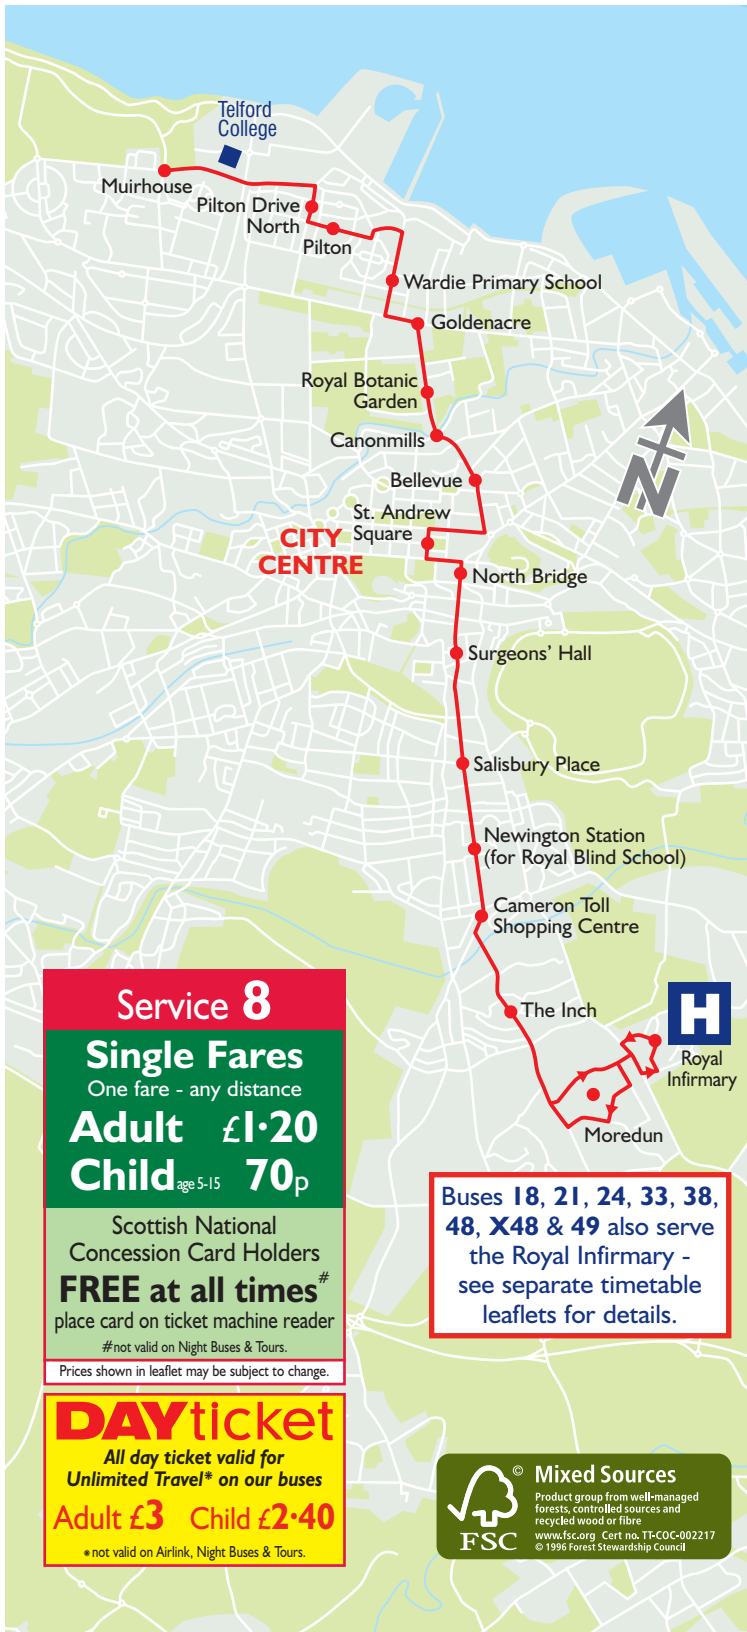 Telford
College
Muirhouse
Pilton Drive
North
Pilton
Wardie Primary School
Goldenacre
Royal Botanic
Garden
Canonmills
Bellevue
St. Andrew
Square
CITY
CENTRE
N
North Bridge
Surgeons' Hall
Salisbury Place
Newington Station
(for Royal Blind School)
Cameron Toll
Shopping Centre
The Inch
H
Royal
Infirmary
Moredun
Service 8
Single Fares
One fare - any distance
Adult £1·20
Child age 5-15 70p
Scottish National
Concession Card Holders
FREE at all times#
place card on ticket machine reader
#not valid on Night Buses & Tours.
Prices shown in leaflet may be subject to change.
DAYticket
All day ticket valid for
Unlimited Travel* on our buses
Adult £3 Child £2·40
*not valid on Airlink, Night Buses & Tours.
Buses 18, 21, 24, 33, 38,
48, X48 & 49 also serve
the Royal Infirmary -
see separate timetable
leaflets for details.
©
FSC
Mixed Sources
Product group from well-managed
forests, controlled sources and
recycled wood or fibre
www.fsc.org Cert no. TT-COC-002217
© 1996 Forest Stewardship Council